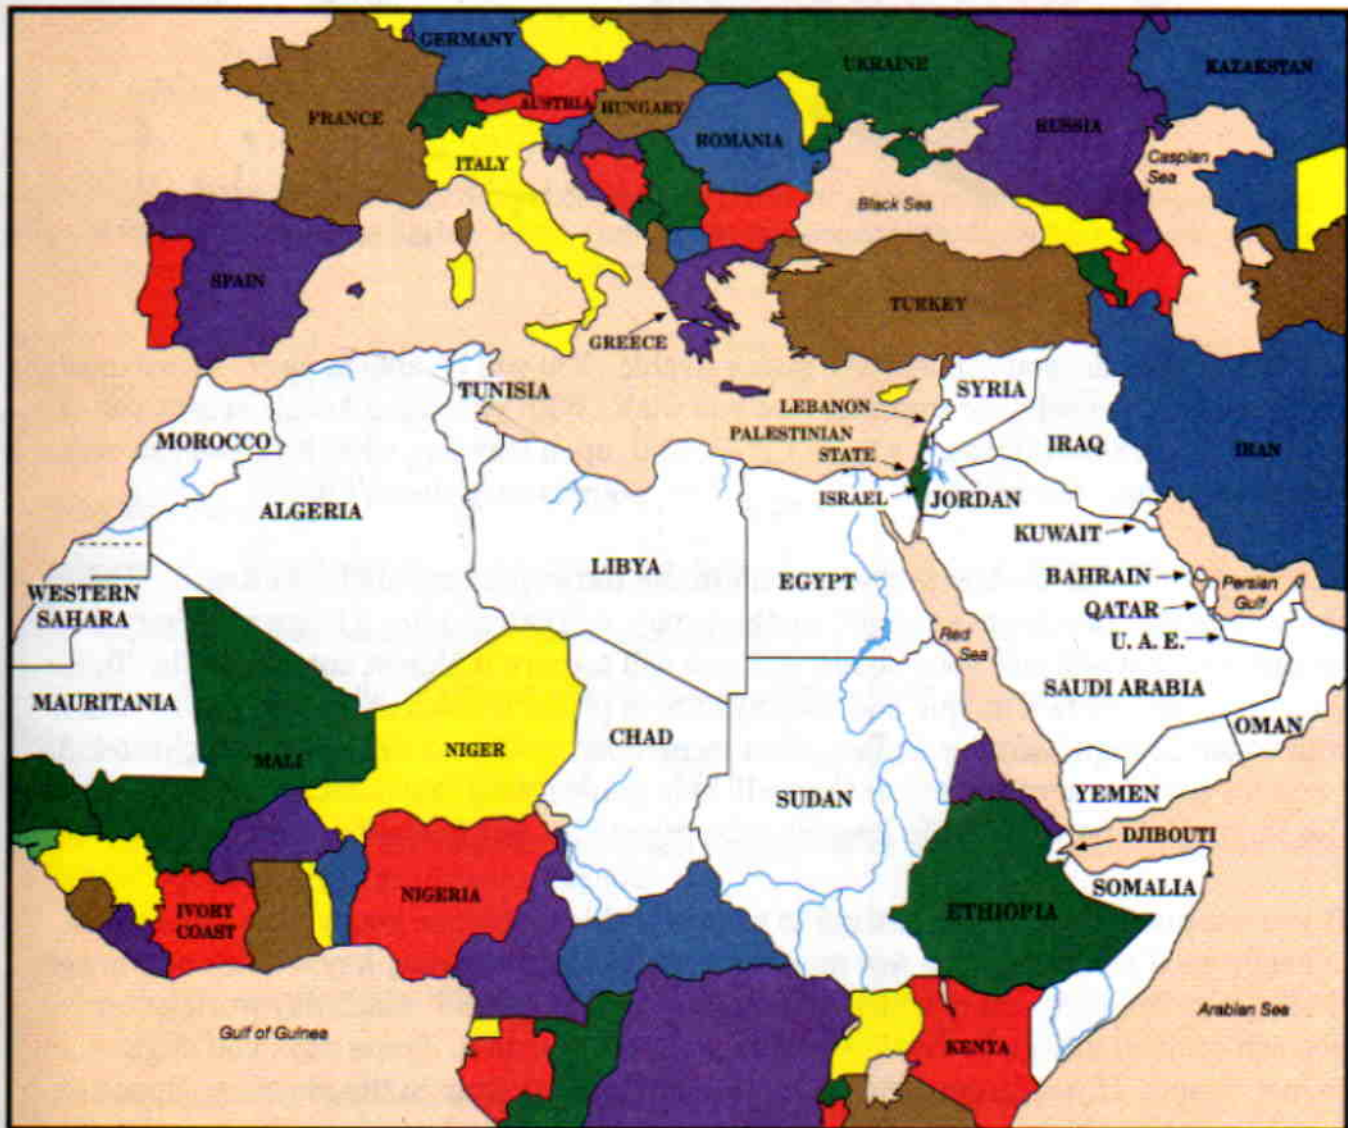 GERMANY
UKRAINE
KAZAKSTAN
FRANCE
AUSTRIA
HUNGARY
ROMANIA
RUSSIA
ITALY
Caspian
Sea
Black Sea
SPAIN
TURKEY
GREECE
TUNISIA
SYRIA
LEBANON
PALESTINIAN
STATE
MOROCCO
IRAQ
IRAN
ISRAEL
JORDAN
ALGERIA
KUWAIT
LIBYA
EGYPT
BAHRAIN
Persian
Gulf
WESTERN
SAHARA
QATAR
Red
Sea
U. A. E.
MAURITANIA
SAUDI ARABIA
OMAN
MALI
NIGER
CHAD
SUDAN
YEMEN
DJIBOUTI
NIGERIA
SOMALIA
IVORY
COAST
ETHIOPIA
Gulf of Guinea
Arabian Sea
KENYA